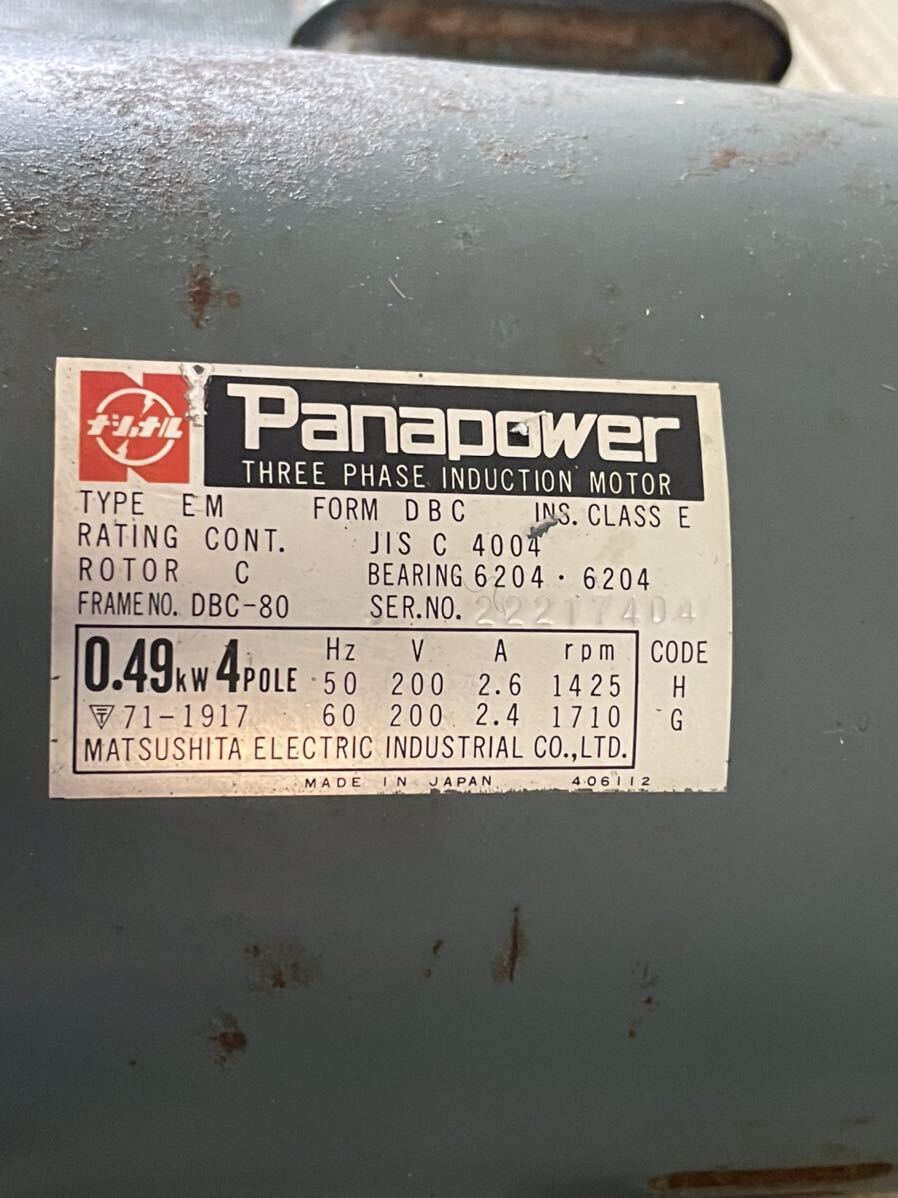 ナショナル
Panapower
THREE PHASE INDUCTION MOTOR
TYPE EM FORM DBC INS. CLASS E
RATING CONT. JIS C 4004
ROTOR C BEARING 6204・6204
FRAME NO. DBC-80 SER.NO. 22217404
Hz V A rpm CODE
0.49kW 4POLE 50 200 2.6 1425 H
71-1917 60 200 2.4 1710 G
MATSUSHITA ELECTRIC INDUSTRIAL CO.,LTD.
MADE IN JAPAN 406112